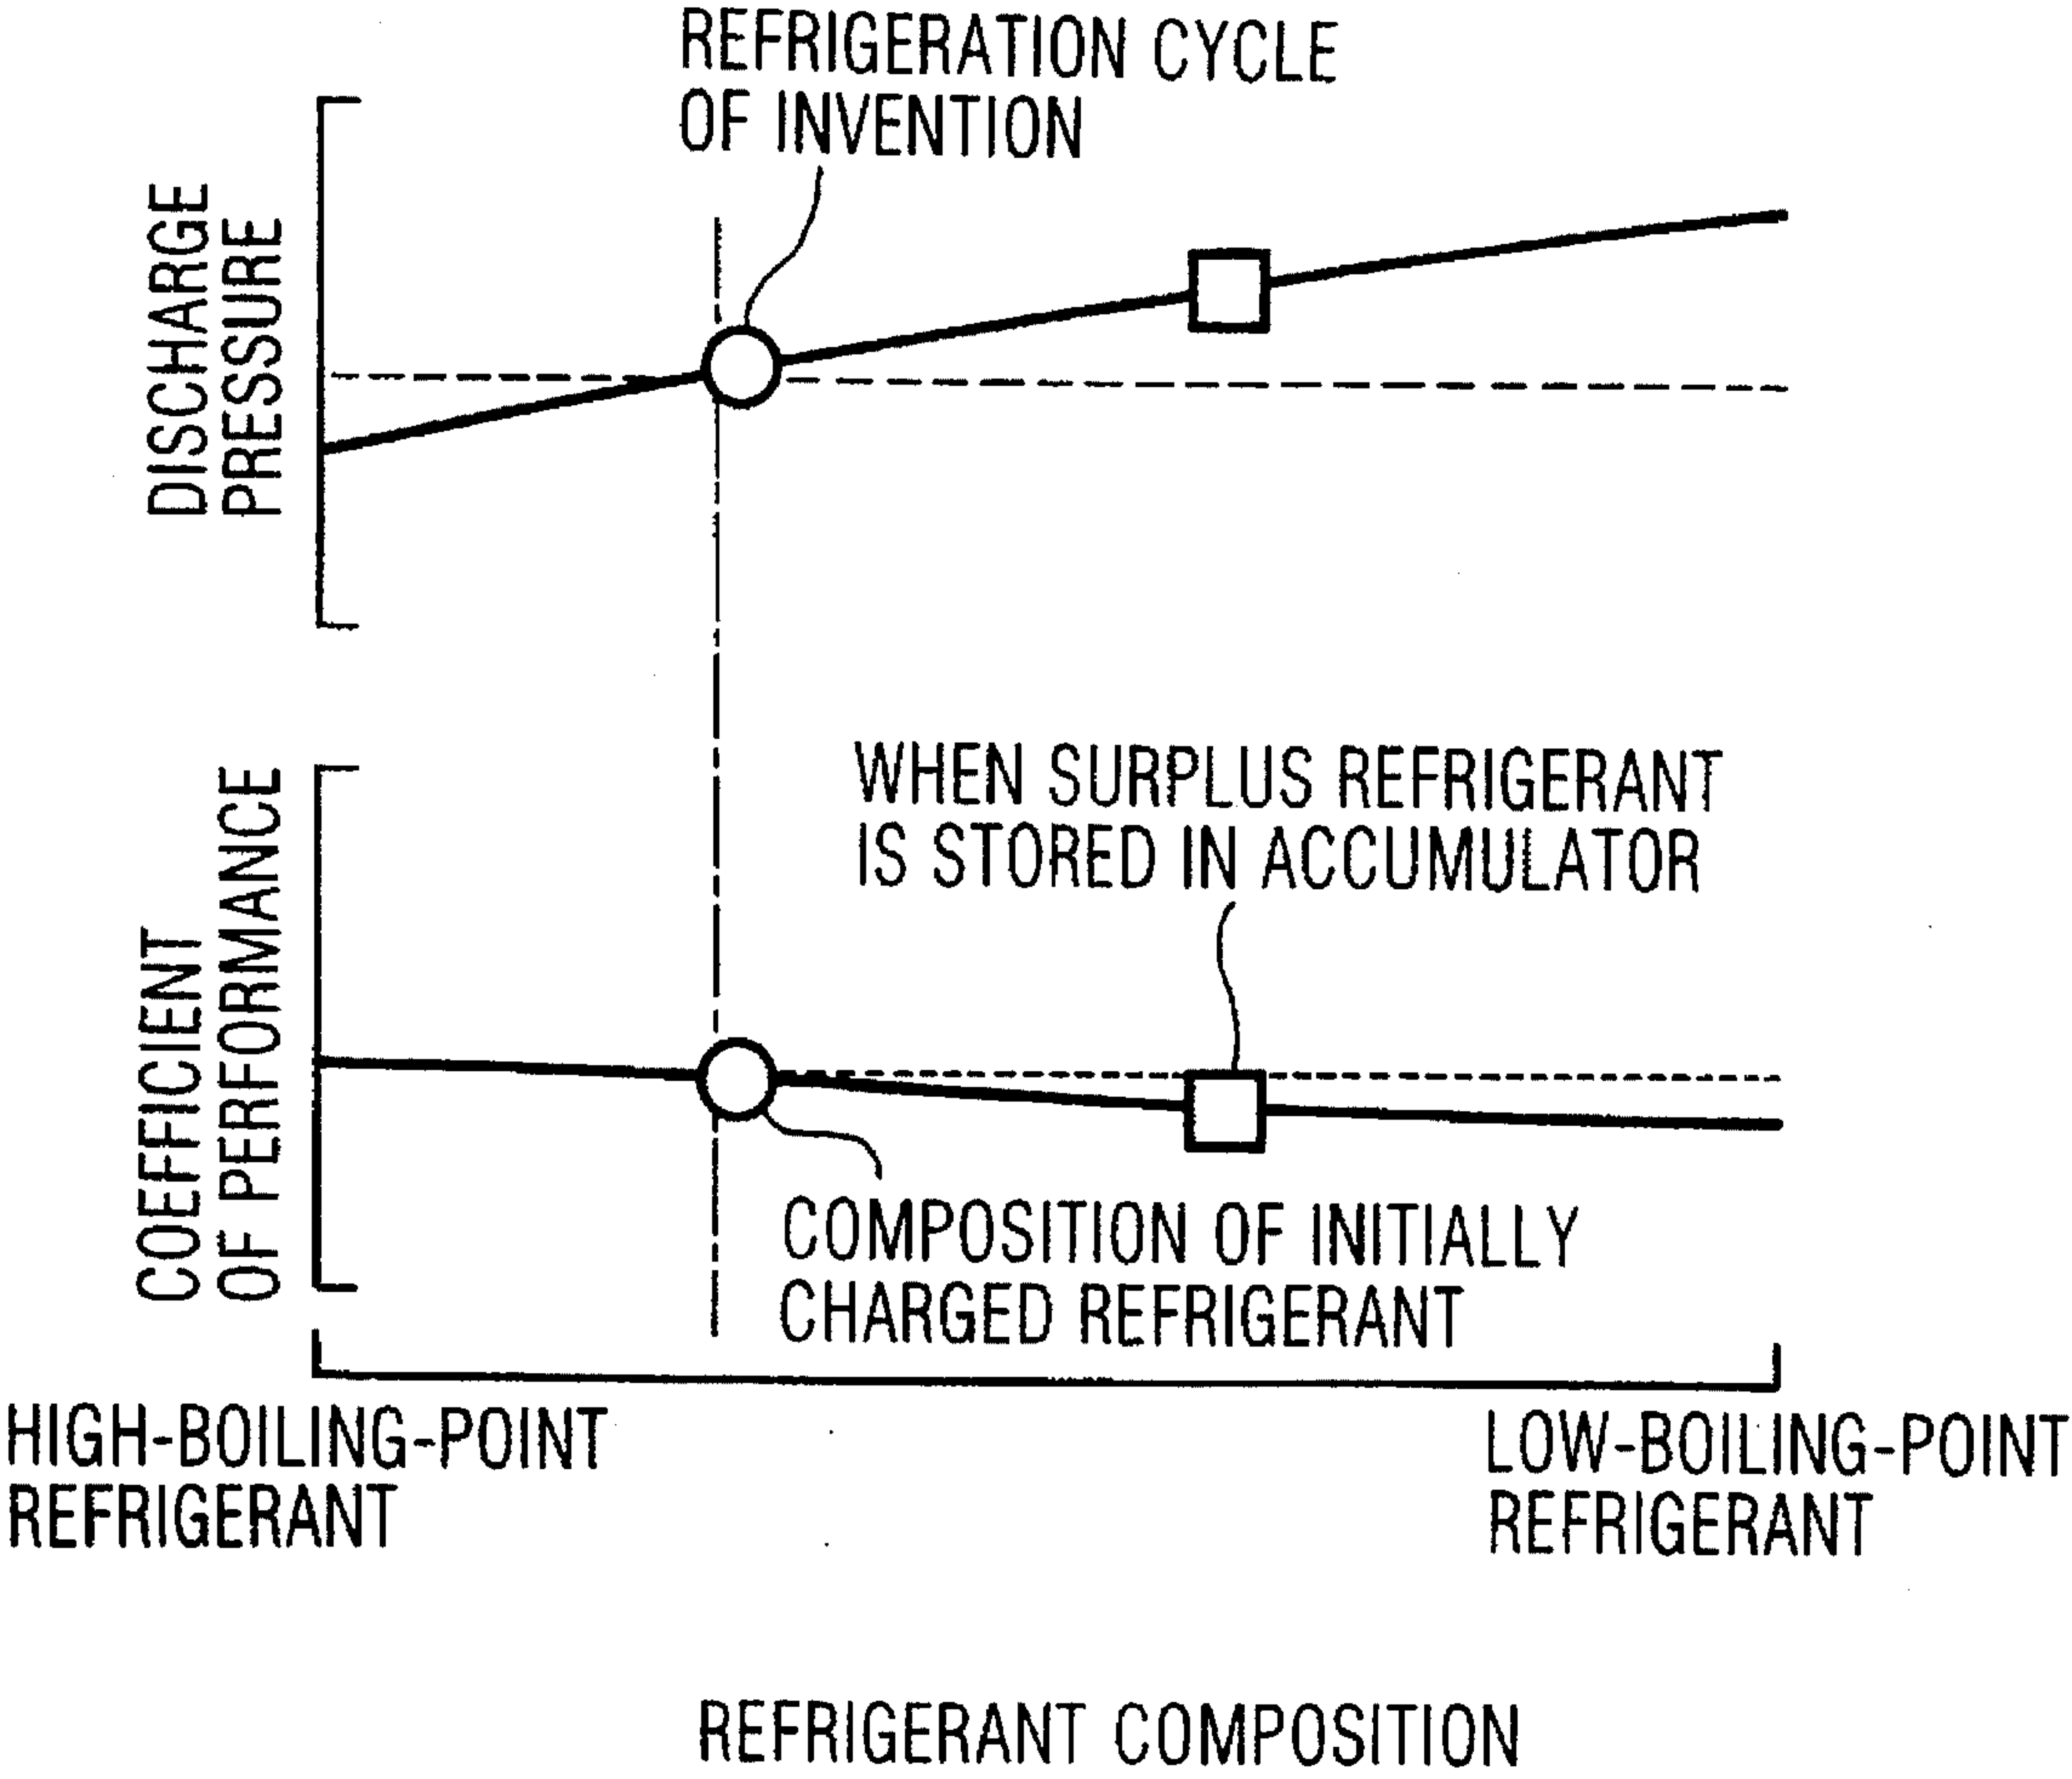 REFRIGERATION CYCLE
OF INVENTION
DISCHARGE
PRESSURE
WHEN SURPLUS REFRIGERANT
IS STORED IN ACCUMULATOR
COEFFICIENT
OF PERFORMANCE
COMPOSITION OF INITIALLY
CHARGED REFRIGERANT
HIGH-BOILING-POINT
REFRIGERANT
LOW-BOILING-POINT
REFRIGERANT
REFRIGERANT COMPOSITION